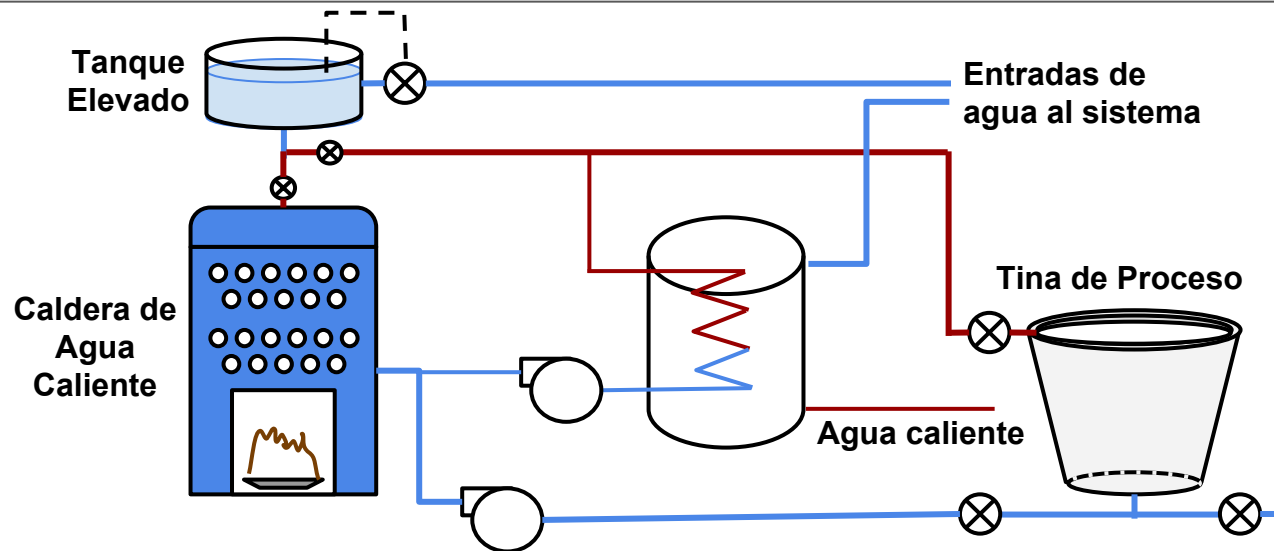 Tanque
Elevado
Entradas de
agua al sistema
Caldera de
Agua
Caliente
Tina de Proceso
Agua caliente